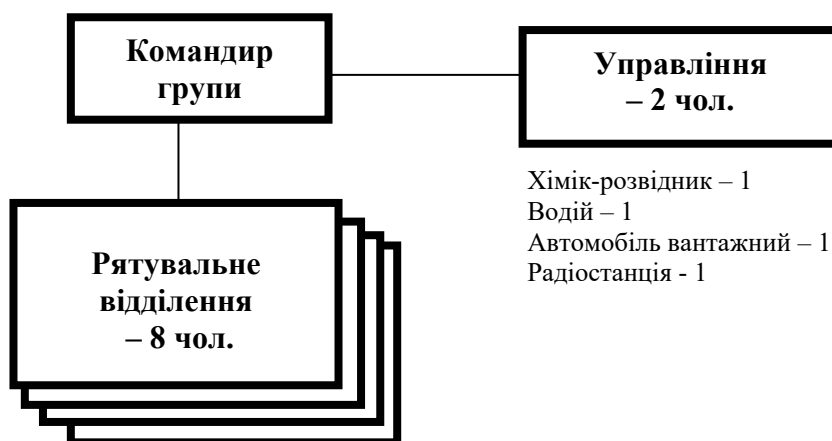 Командир
групи
Управління
– 2 чол.
Хімік-розвідник – 1
Водій – 1
Автомобіль вантажний – 1
Радіостанція - 1
Рятувальне
відділення
– 8 чол.